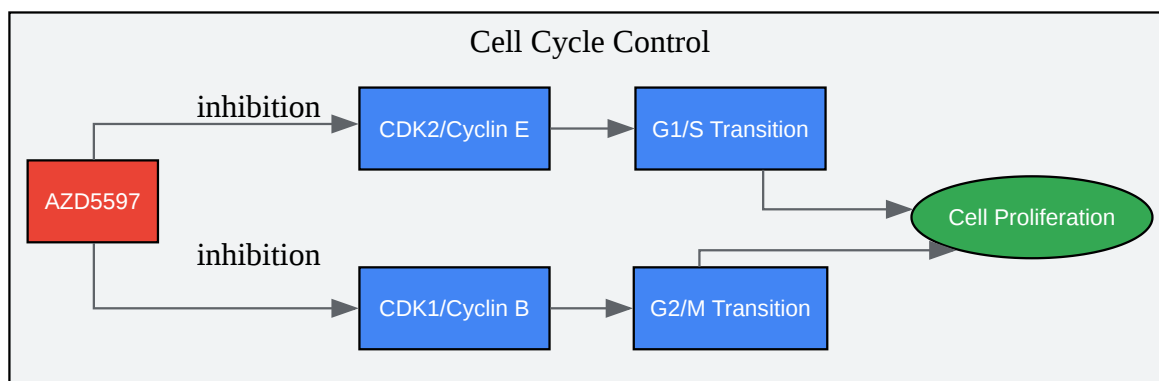 Cell Cycle Control
inhibition
CDK2/Cyclin E
G1/S Transition
AZD5597
Cell Proliferation
inhibition
CDK1/Cyclin B
G2/M Transition